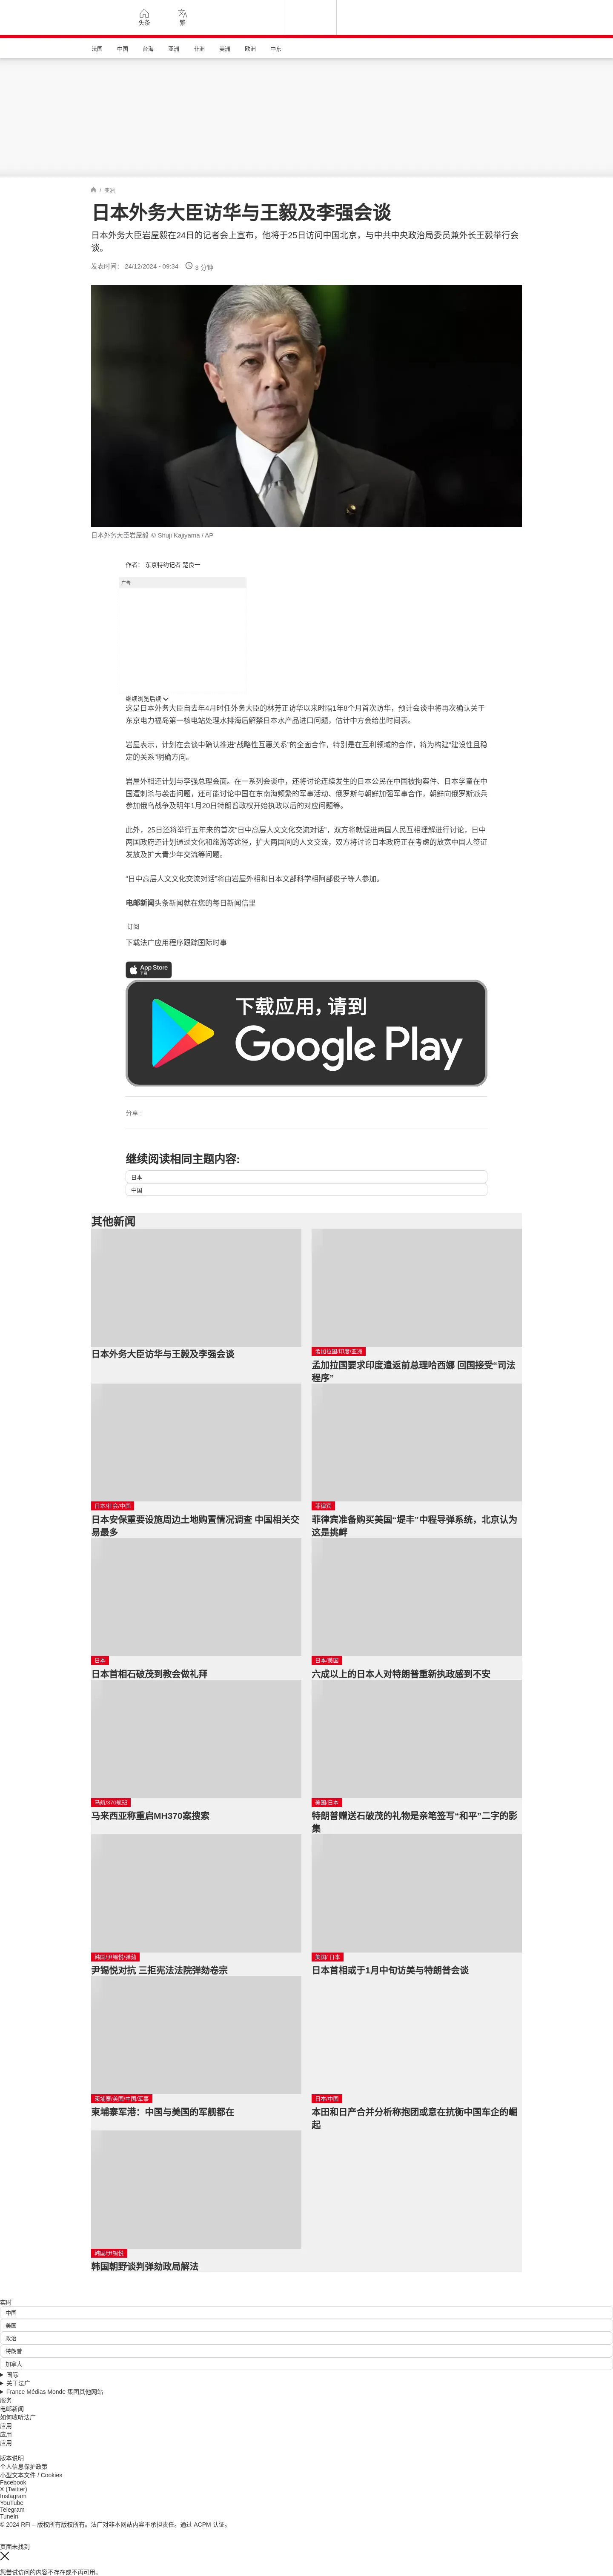 头条
繁
法国 中国 台海 亚洲 非洲 美洲 欧洲 中东
/ 亚洲
日本外务大臣访华与王毅及李强会谈
日本外务大臣岩屋毅在24日的记者会上宣布，他将于25日访问中国北京，与中共中央政治局委员兼外长王毅举行会
谈。
发表时间： 24/12/2024 - 09:34 3 分钟
日本外务大臣岩屋毅 © Shuji Kajiyama / AP
作者： 东京特约记者 楚良一
广告
继续浏览后续
这是日本外务大臣自去年4月时任外务大臣的林芳正访华以来时隔1年8个月首次访华，预计会谈中将再次确认关于
东京电力福岛第一核电站处理水排海后解禁日本水产品进口问题，估计中方会给出时间表。
岩屋表示，计划在会谈中确认推进“战略性互惠关系”的全面合作，特别是在互利领域的合作，将为构建“建设性且稳
定的关系”明确方向。
岩屋外相还计划与李强总理会面。在一系列会谈中，还将讨论连续发生的日本公民在中国被拘案件、日本学童在中
国遭刺杀与袭击问题，还可能讨论中国在东南海频繁的军事活动、俄罗斯与朝鲜加强军事合作，朝鲜向俄罗斯派兵
参加俄乌战争及明年1月20日特朗普政权开始执政以后的对应问题等。
此外，25日还将举行五年来的首次“日中高层人文文化交流对话”，双方将就促进两国人民互相理解进行讨论，日中
两国政府还计划通过文化和旅游等途径，扩大两国间的人文交流，双方将讨论日本政府正在考虑的放宽中国人签证
发放及扩大青少年交流等问题。
“日中高层人文文化交流对话”将由岩屋外相和日本文部科学相阿部俊子等人参加。
电邮新闻头条新闻就在您的每日新闻信里
订阅
下载法广应用程序跟踪国际时事
App Store
下载
下载应用，请到
Google Play
分享 :
继续阅读相同主题内容:
日本
中国
其他新闻
日本外务大臣访华与王毅及李强会谈
孟加拉国/印度/亚洲
孟加拉国要求印度遣返前总理哈西娜 回国接受“司法
程序”
日本/社会/中国
日本安保重要设施周边土地购置情况调查 中国相关交
易最多
菲律宾
菲律宾准备购买美国“堤丰”中程导弹系统，北京认为
这是挑衅
日本
日本首相石破茂到教会做礼拜
日本/美国
六成以上的日本人对特朗普重新执政感到不安
马航/370航班
马来西亚称重启MH370案搜索
美国/日本
特朗普赠送石破茂的礼物是亲笔签写“和平”二字的影
集
韩国/尹锡悦/弹劾
尹锡悦对抗 三拒宪法法院弹劾卷宗
美国/ 日本
日本首相或于1月中旬访美与特朗普会谈
柬埔寨/美国/中国/军事
柬埔寨军港：中国与美国的军舰都在
日本/中国
本田和日产合并分析称抱团或意在抗衡中国车企的崛
起
韩国/尹锡悦
韩国朝野谈判弹劾政局解法
实时
中国
美国
政治
特朗普
加拿大
国际
关于法广
France Médias Monde 集团其他网站
服务
电邮新闻
如何收听法广
应用
应用
应用
版本说明
个人信息保护政策
小型文本文件 / Cookies
Facebook
X (Twitter)
Instagram
YouTube
Telegram
TuneIn
© 2024 RFI – 版权所有版权所有。法广对非本网站内容不承担责任。通过 ACPM 认证。
页面未找到
您尝试访问的内容不存在或不再可用。